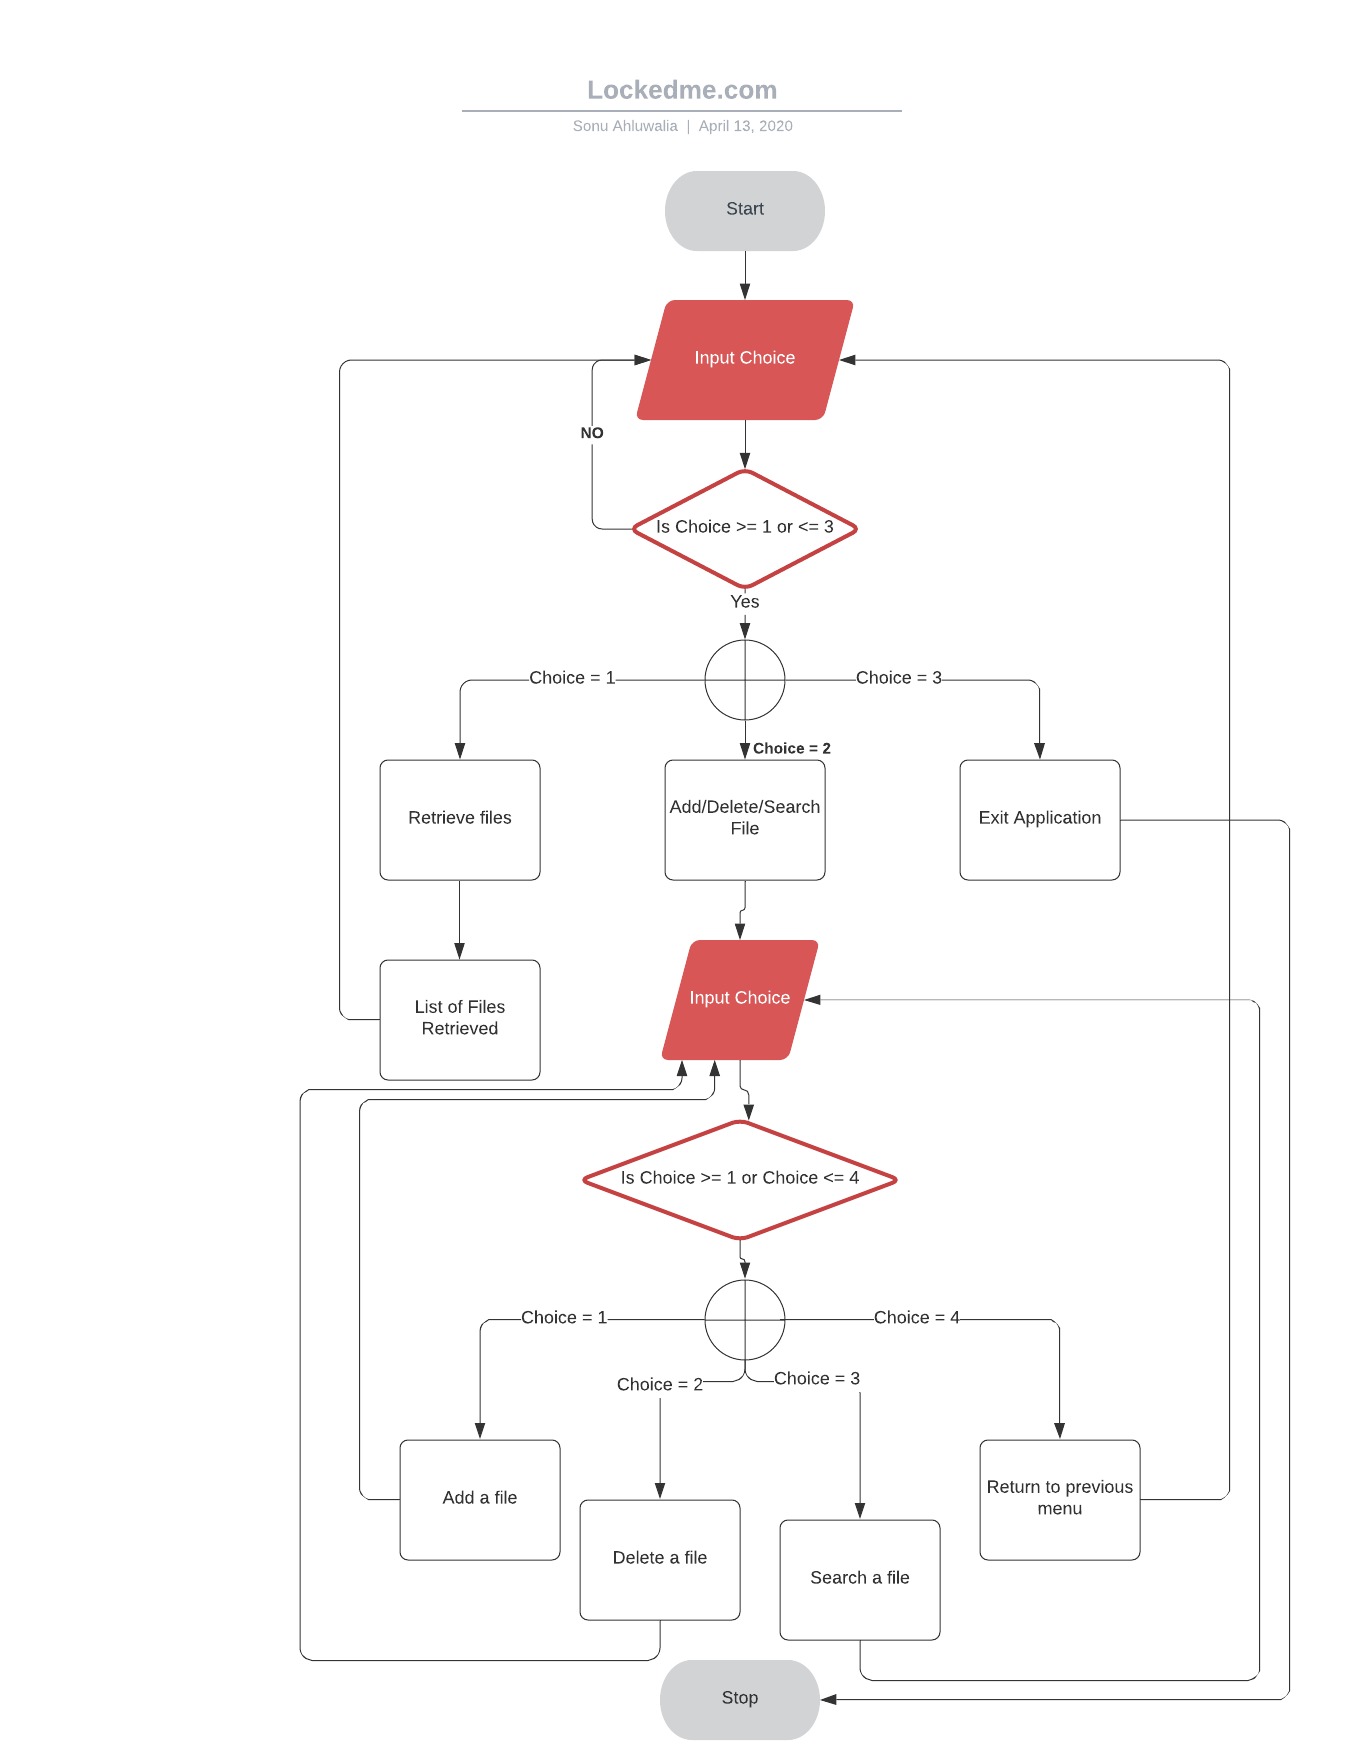 Lockedme.com
Sonu Ahluwalia | April 13, 2020
Start
Input Choice
NO
Is Choice >= 1 or <= 3
Yes
Choice = 1
Choice = 3
Choice = 2
Retrieve files
Add/Delete/Search
File
Exit Application
List of Files
Retrieved
Input Choice
Is Choice >= 1 or Choice <= 4
Choice = 1
Choice = 4
Choice = 2
Choice = 3
Add a file
Return to previous
menu
Delete a file
Search a file
Stop